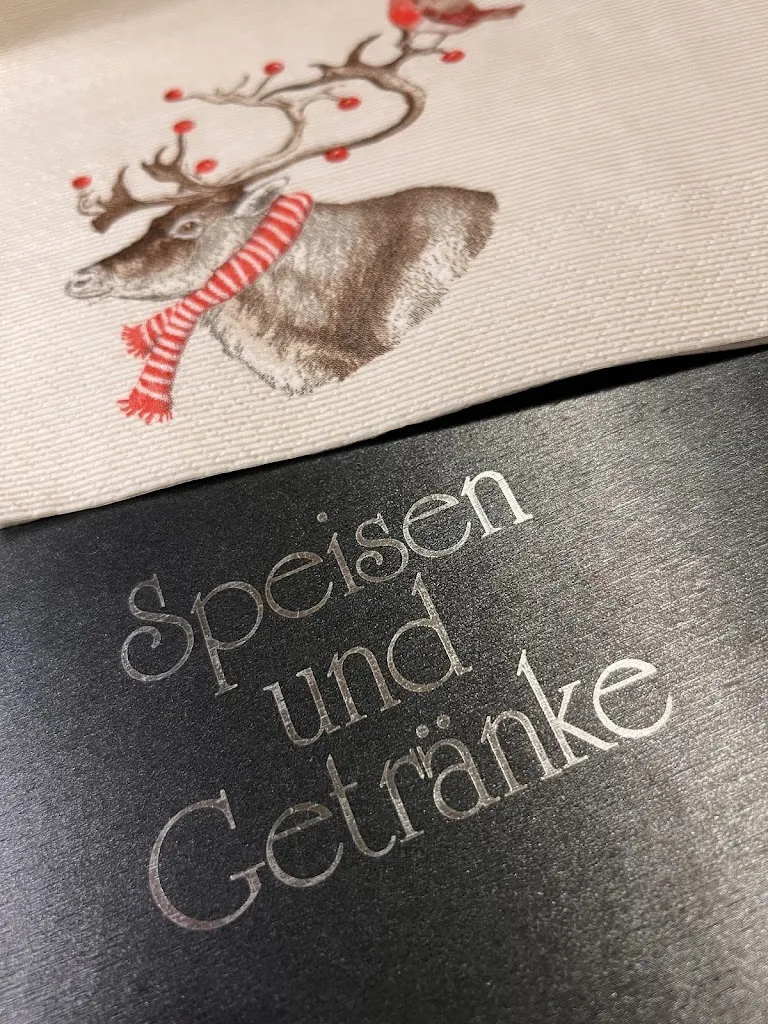 Speisen
und
Getränke